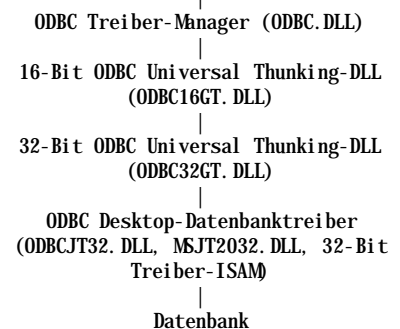 ODBC Treiber-Manager (ODBC.DLL)
16-Bit ODBC Universal Thunking-DLL
(ODBC16GT.DLL)
32-Bit ODBC Universal Thunking-DLL
(ODBC32GT.DLL)
ODBC Desktop-Datenbanktreiber
(ODBCJT32.DLL, MSJT2032.DLL, 32-Bit
Treiber-ISAM)
Datenbank